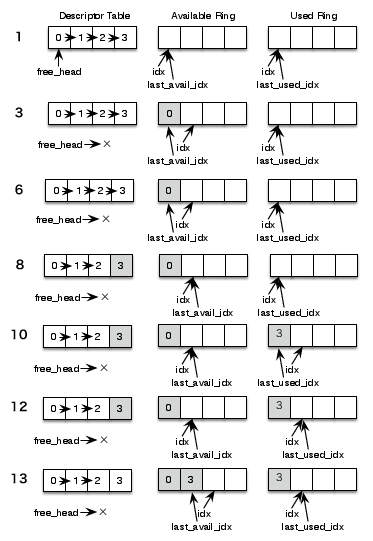 Descriptor Table Available Ring Used Ring
1 0 1 2 3
free_head idx last_avail_idx idx last_used_idx
3 0 1 2 3 0
free_head × idx last_avail_idx idx last_used_idx
6 0 1 2 3 0
free_head × idx last_avail_idx idx last_used_idx
8 0 1 2 3 0
free_head × idx last_avail_idx idx last_used_idx
10 0 1 2 3 0 3
free_head × idx last_avail_idx idx last_used_idx
12 0 1 2 3 0 3
free_head × idx last_avail_idx idx last_used_idx
13 0 1 2 3 0 3 3
free_head × idx last_avail_idx idx last_used_idx